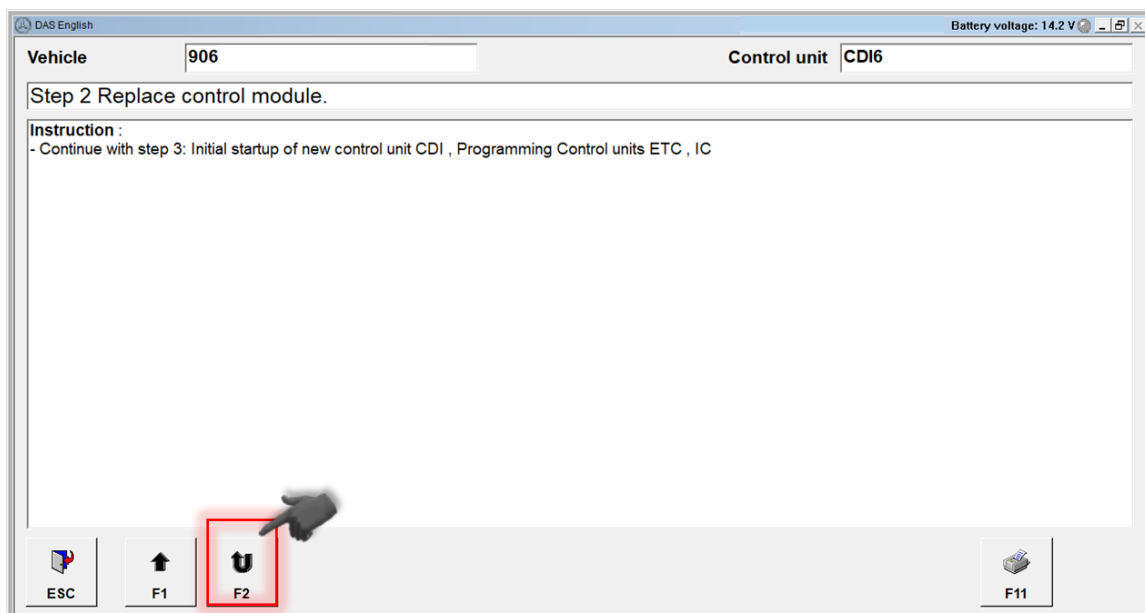 DAS English
Battery voltage: 14.2 V
Vehicle 906 Control unit CDI6
Step 2 Replace control module.
Instruction :
- Continue with step 3: Initial startup of new control unit CDI , Programming Control units ETC , IC
ESC F1 F2 F11